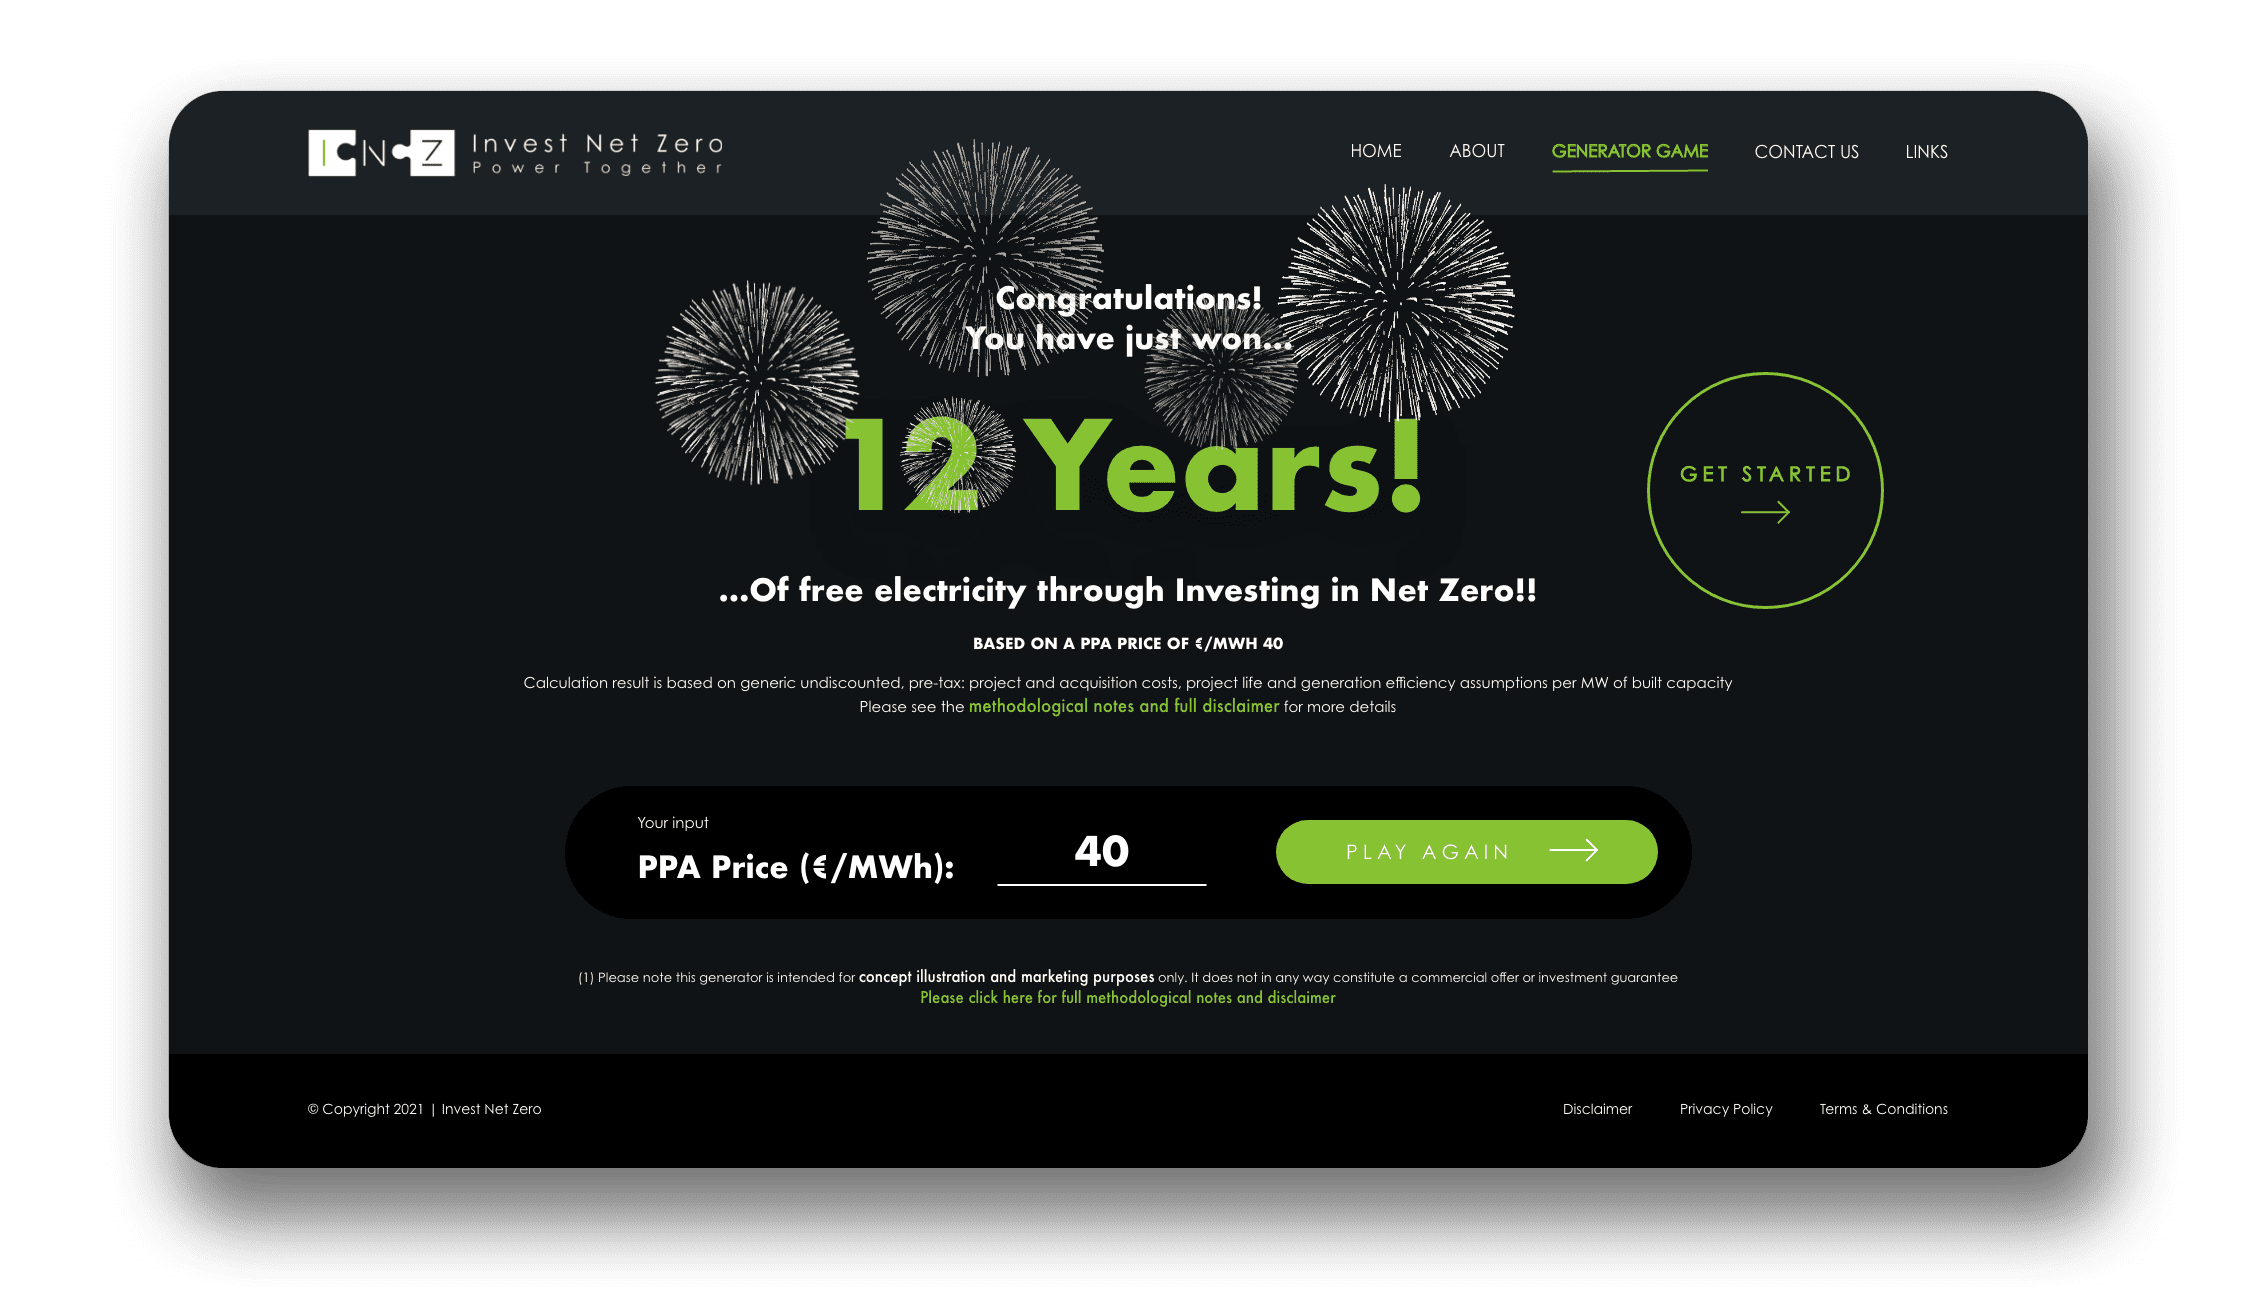 INZ Invest Net Zero
Power Together
HOME ABOUT GENERATOR GAME CONTACT US LINKS
Congratulations!
You have just won...
12 Years!
GET STARTED
...Of free electricity through Investing in Net Zero!!
BASED ON A PPA PRICE OF €/MWH 40
Calculation result is based on generic undiscounted, pre-tax: project and acquisition costs, project life and generation efficiency assumptions per MW of built capacity
Please see the methodological notes and full disclaimer for more details
Your input
PPA Price (€/MWh): 40 PLAY AGAIN
(1) Please note this generator is intended for concept illustration and marketing purposes only. It does not in any way constitute a commercial offer or investment guarantee
Please click here for full methodological notes and disclaimer
© Copyright 2021 | Invest Net Zero Disclaimer Privacy Policy Terms & Conditions